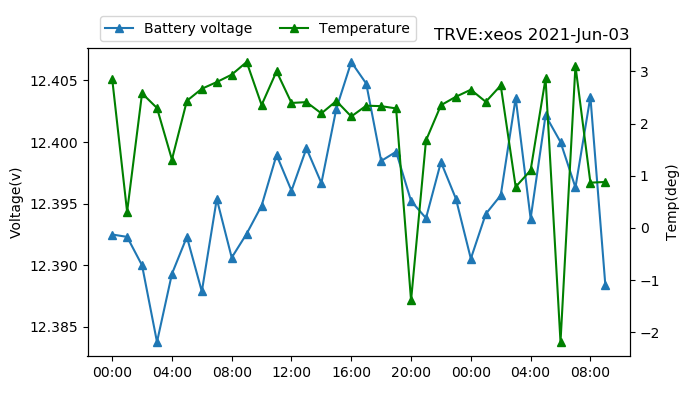 Battery voltage Temperature
TRVE:xeos 2021-Jun-03
12.405
12.400
12.395
12.390
12.385
Voltage(v)
3
2
1
0
−1
−2
Temp(deg)
00:00 04:00 08:00 12:00 16:00 20:00 00:00 04:00 08:00